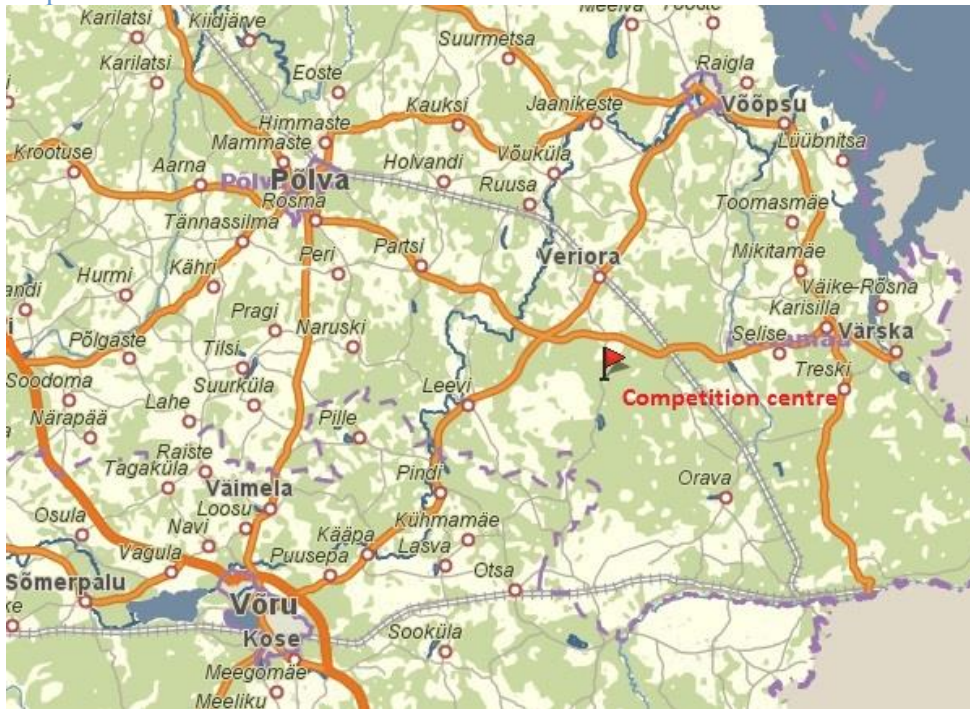 Karilatsi
Kiidjärve
Suurmetsa
Raigla
Karilatsi
Eoste
Jaanikeste
Võõpsu
Kauksi
Himmaste
Mammaste
Lüübnitsa
Krootuse
Aarna
Holvandi
Võuküla
Põlva
Ruusa
Rosma
Toomasmäe
Tännassilma
Peri
Partsi
Mikitamäe
Veriora
Kähri
Hurmi
Väike-Rõsna
Karisilla
Pragi
Naruski
Selise
Värska
Põlgaste
Tilsi
Treski
Soodoma
Suurküla
Leevi
Competition centre
Närapää
Lahe
Pille
Raiste
Tagaküla
Pindi
Orava
Väimela
Osula
Navi
Loosu
Kääpa
Kühmamäe
Vagula
Puusepa
Lasva
Sõmerpalu
Otsa
Võru
Kose
Sooküla
Meegomäe
Meeliku